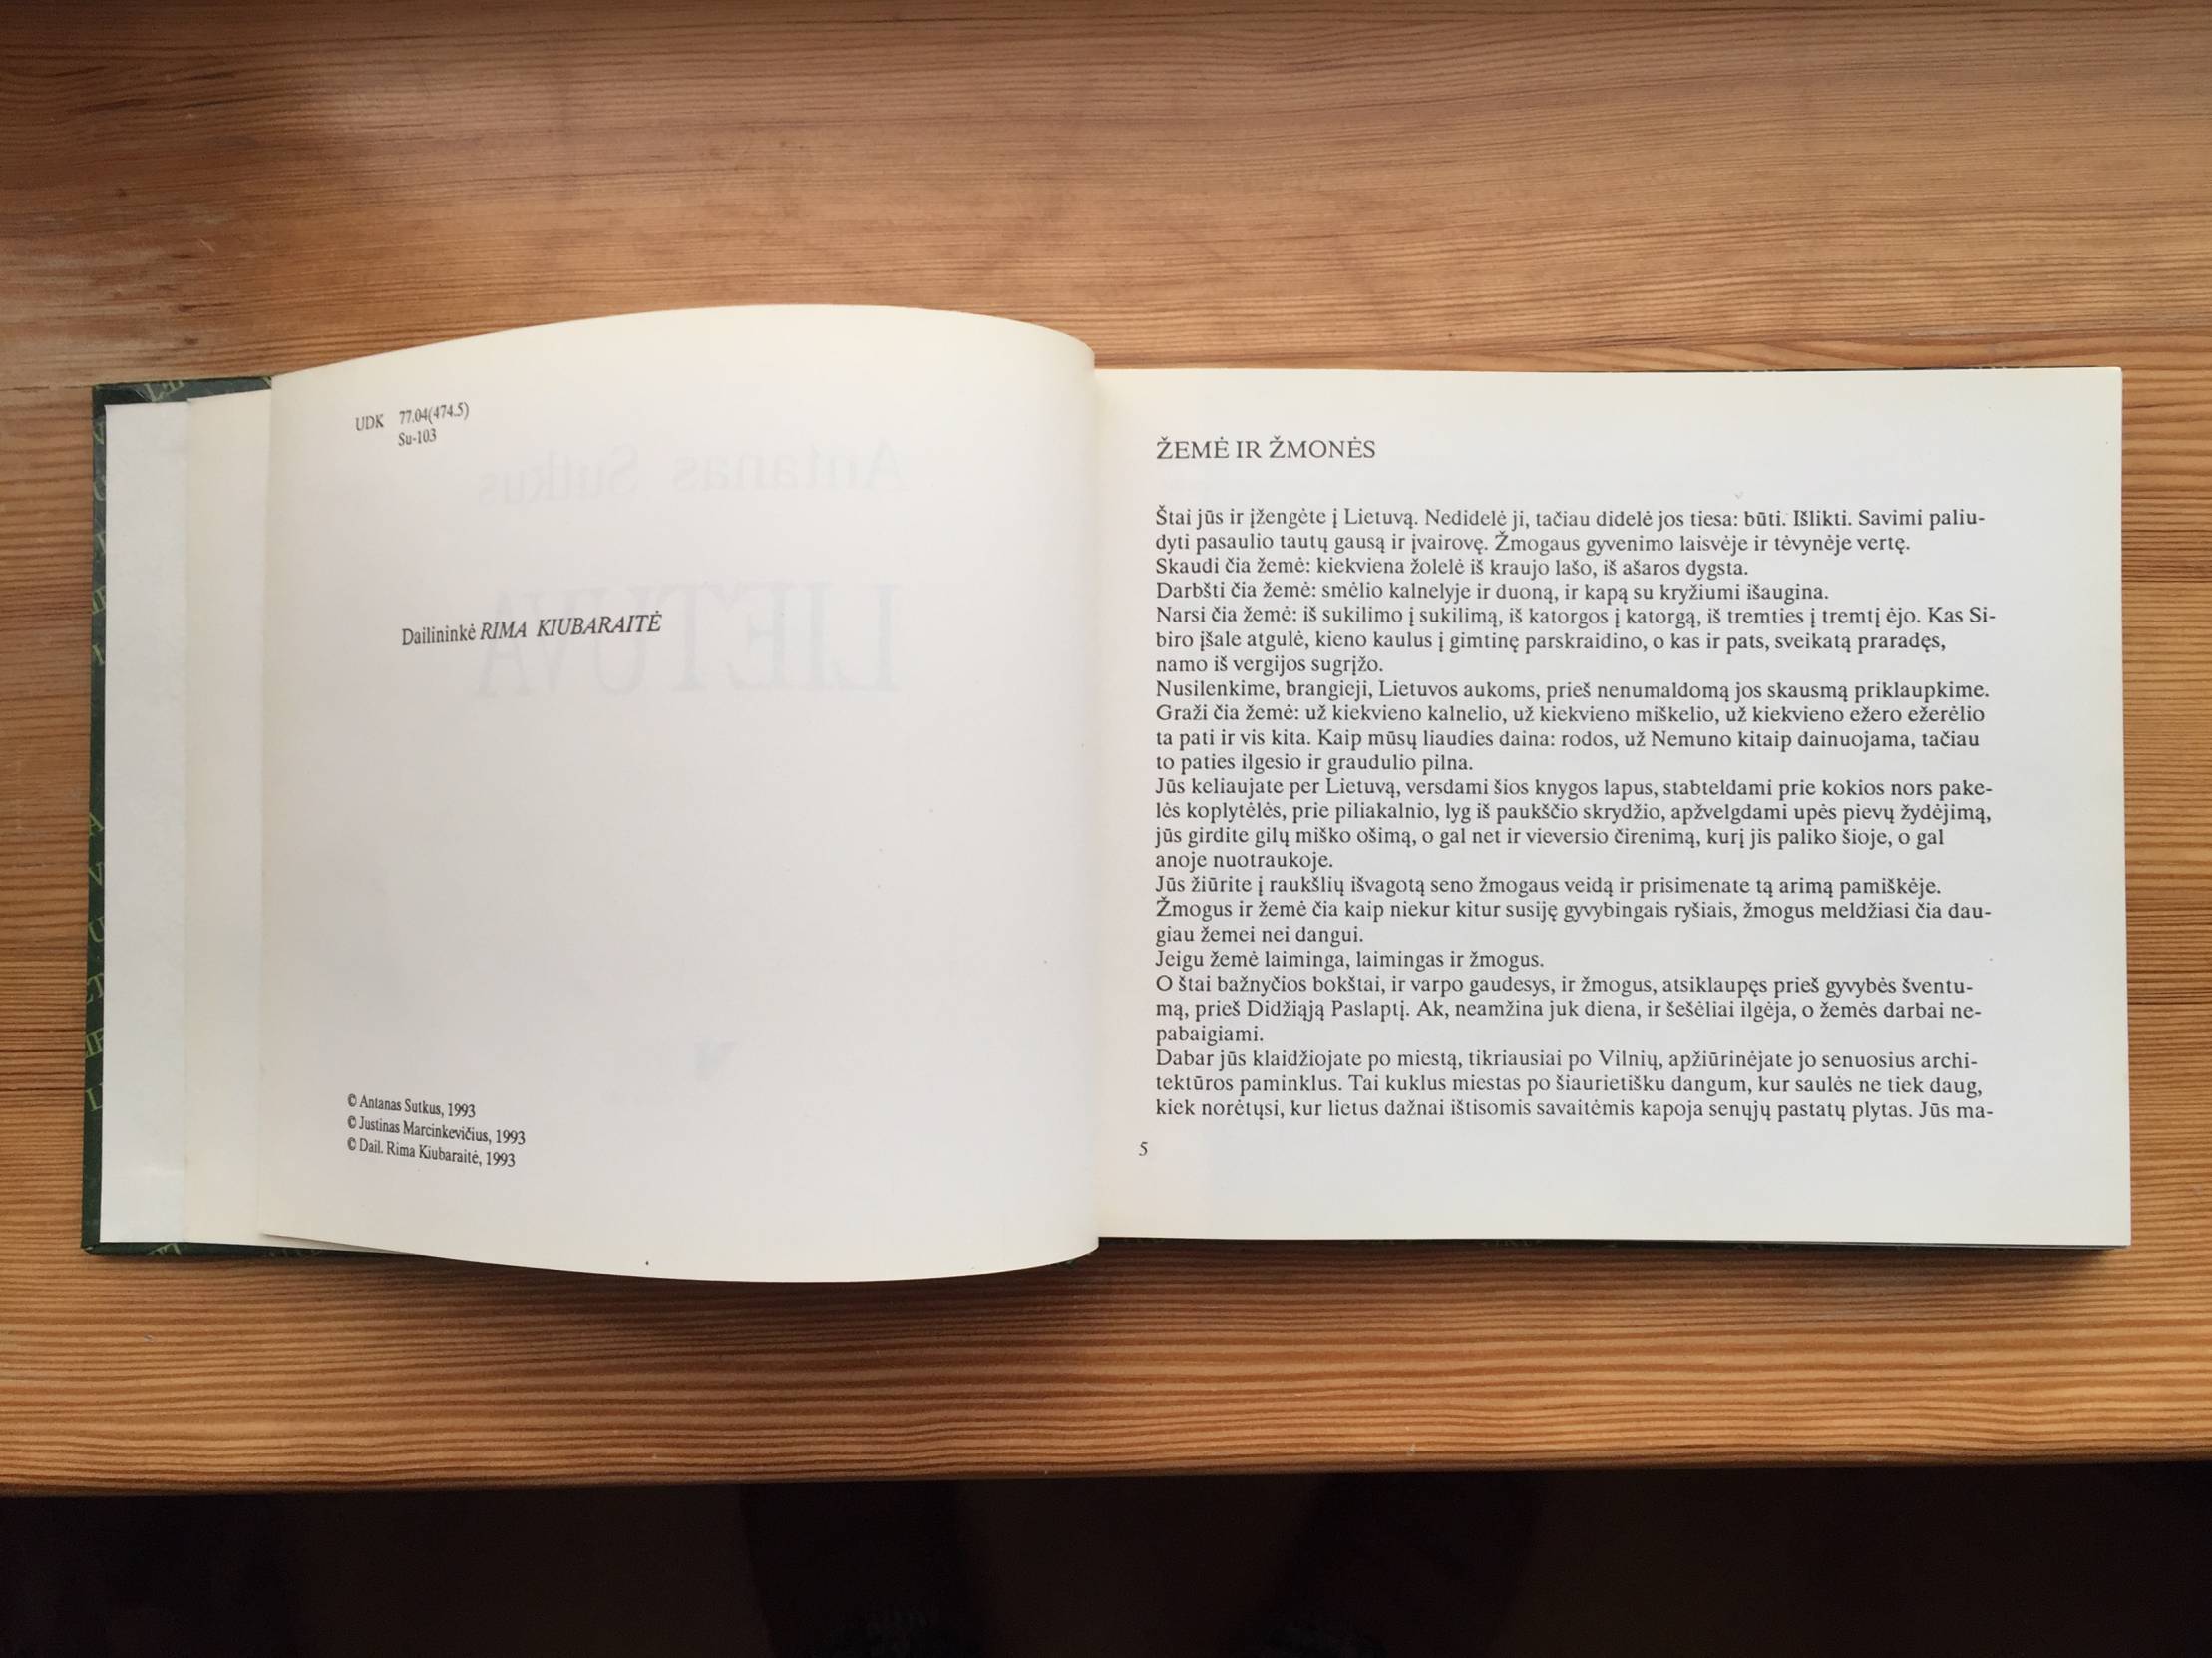 UDK 77.04(474.5)
Su-103
Dailininkė RIMA KIUBARAITĖ
© Antanas Sutkus, 1993
© Justinas Marcinkevičius, 1993
© Dail. Rima Kiubaraitė, 1993
Antanas Sutkus
LIETUVA
ŽEMĖ IR ŽMONĖS
Štai jūs ir įžengėte į Lietuvą. Nedidelė ji, tačiau didelė jos tiesa: būti. Išlikti. Savimi paliu-
dyti pasaulio tautų gausą ir įvairovę. Žmogaus gyvenimo laisvėje ir tėvynėje vertę.
Skaudi čia žemė: kiekviena žolelė iš kraujo lašo, iš ašaros dygsta.
Darbšti čia žemė: smėlio kalnelyje ir duoną, ir kapą su kryžiumi išaugina.
Narsi čia žemė: iš sukilimo į sukilimą, iš katorgos į katorgą, iš tremties į tremtį ėjo. Kas Si-
biro įšale atgulė, kieno kaulus į gimtinę parskraidino, o kas ir pats, sveikatą praradęs,
namo iš vergijos sugrįžo.
Nusilenkime, brangieji, Lietuvos aukoms, prieš nenumaldomą jos skausmą priklaupkime.
Graži čia žemė: už kiekvieno kalnelio, už kiekvieno miškelio, už kiekvieno ežero ežerėlio
ta pati ir vis kita. Kaip mūsų liaudies daina: rodos, už Nemuno kitaip dainuojama, tačiau
to paties ilgesio ir graudulio pilna.
Jūs keliaujate per Lietuvą, versdami šios knygos lapus, stabteldami prie kokios nors pake-
lės koplytėlės, prie piliakalnio, lyg iš paukščio skrydžio, apžvelgdami upės pievų žydėjimą,
jūs girdite gilų miško ošimą, o gal net ir vieversio čirenimą, kurį jis paliko šioje, o gal
anoje nuotraukoje.
Jūs žiūrite į raukšlių išvagotą seno žmogaus veidą ir prisimenate tą arimą pamiškėje.
Žmogus ir žemė čia kaip niekur kitur susiję gyvybingais ryšiais, žmogus meldžiasi čia dau-
giau žemei nei dangui.
Jeigu žemė laiminga, laimingas ir žmogus.
O štai bažnyčios bokštai, ir varpo gaudesys, ir žmogus, atsiklaupęs prieš gyvybės šventu-
mą, prieš Didžiąją Paslaptį. Ak, neamžina juk diena, ir šešėliai ilgėja, o žemės darbai ne-
pabaigiami.
Dabar jūs klaidžiojate po miestą, tikriausiai po Vilnių, apžiūrinėjate jo senuosius archi-
tektūros paminklus. Tai kuklus miestas po šiaurietišku dangum, kur saulės ne tiek daug,
kiek norėtųsi, kur lietus dažnai ištisomis savaitėmis kapoja senųjų pastatų plytas. Jūs ma-
5